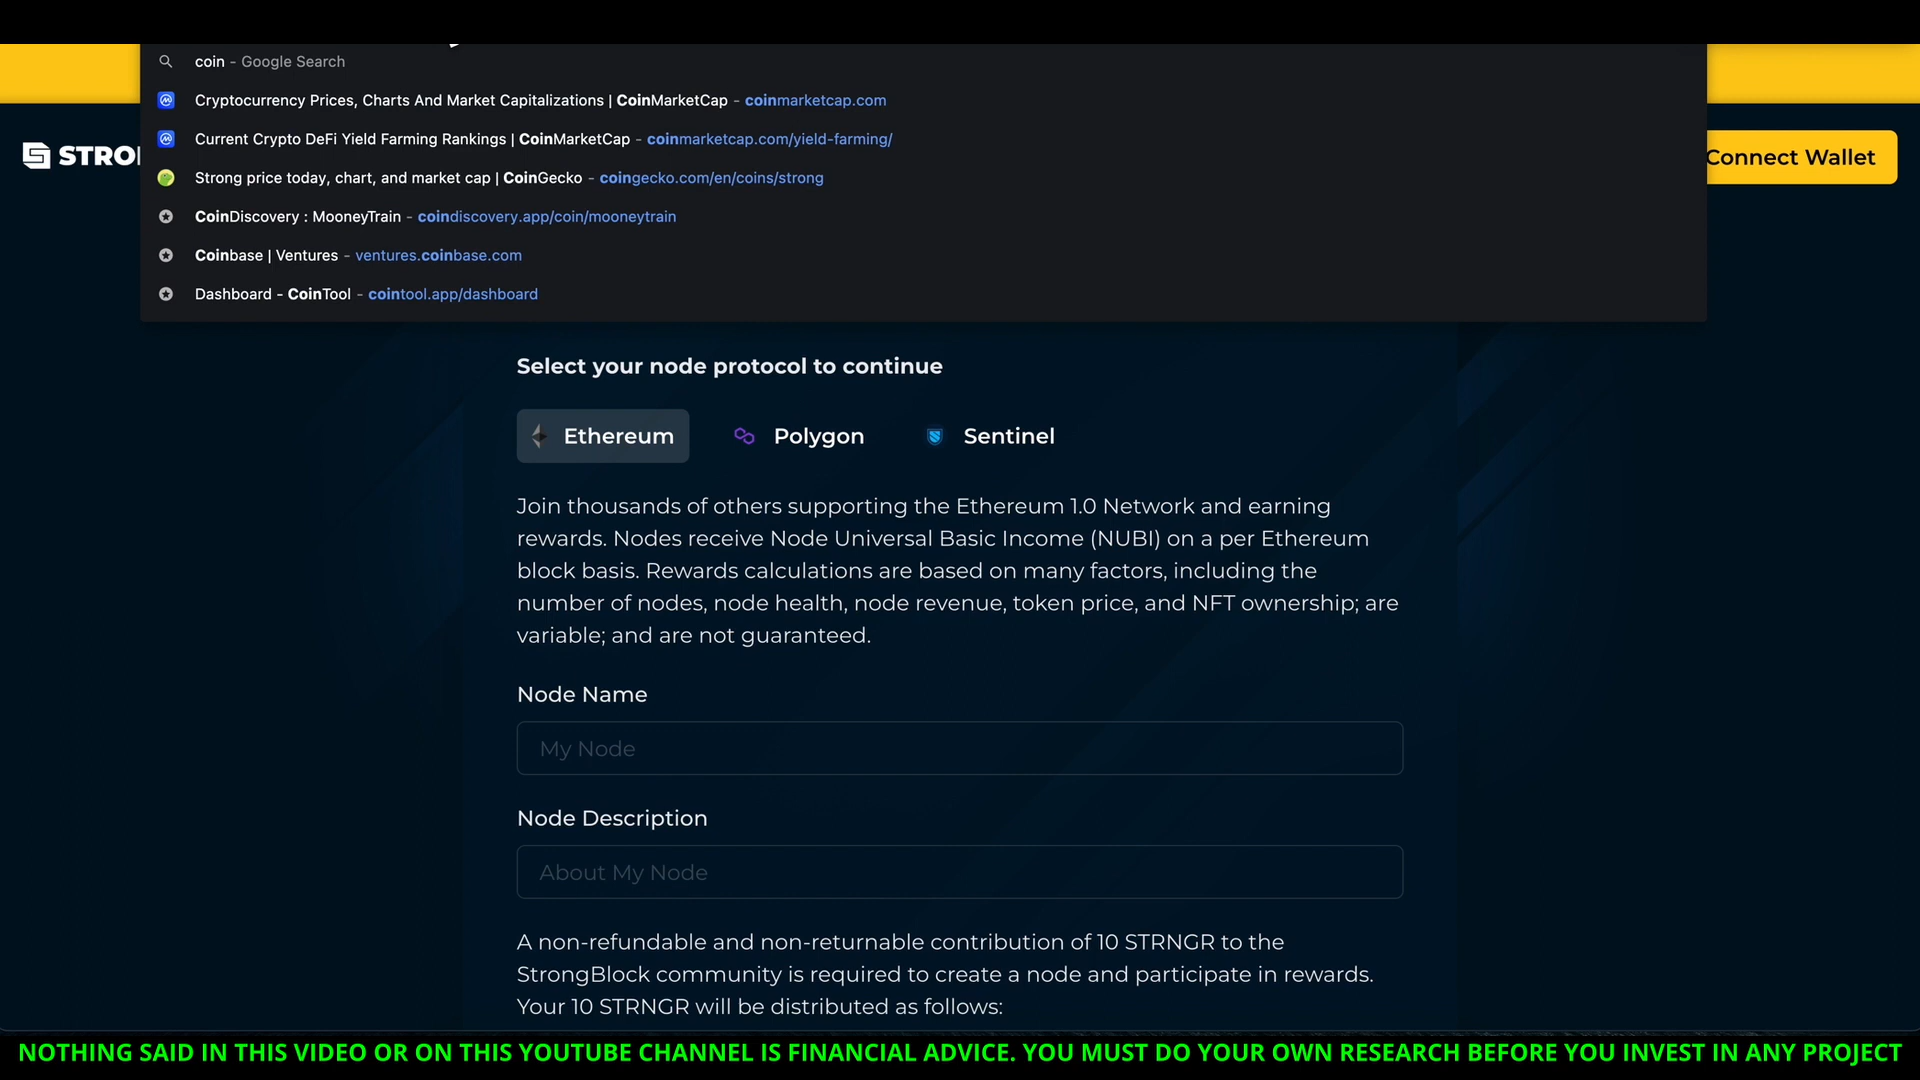 coin - Google Search
Cryptocurrency Prices, Charts And Market Capitalizations | CoinMarketCap - coinmarketcap.com
Current Crypto DeFi Yield Farming Rankings | CoinMarketCap - coinmarketcap.com/yield-farming/
STRO
Connect Wallet
Strong price today, chart, and market cap | CoinGecko - coingecko.com/en/coins/strong
CoinDiscovery : MooneyTrain - coindiscovery.app/coin/mooneytrain
Coinbase | Ventures - ventures.coinbase.com
Dashboard - CoinTool - cointool.app/dashboard
Select your node protocol to continue
Ethereum Polygon Sentinel
Join thousands of others supporting the Ethereum 1.0 Network and earning
rewards. Nodes receive Node Universal Basic Income (NUBI) on a per Ethereum
block basis. Rewards calculations are based on many factors, including the
number of nodes, node health, node revenue, token price, and NFT ownership; are
variable; and are not guaranteed.
Node Name
My Node
Node Description
About My Node
A non-refundable and non-returnable contribution of 10 STRNGR to the
StrongBlock community is required to create a node and participate in rewards.
Your 10 STRNGR will be distributed as follows:
NOTHING SAID IN THIS VIDEO OR ON THIS YOUTUBE CHANNEL IS FINANCIAL ADVICE. YOU MUST DO YOUR OWN RESEARCH BEFORE YOU INVEST IN ANY PROJECT